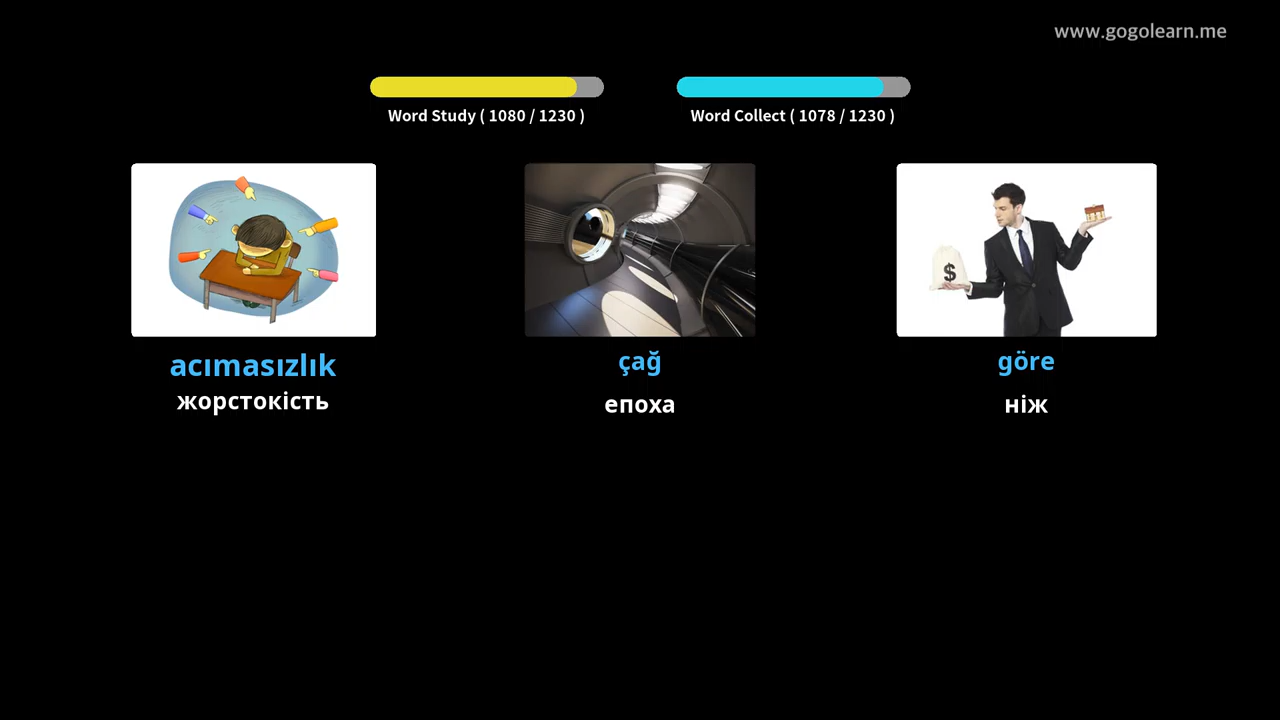 www.gogolearn.me
Word Study ( 1080 / 1230 )
Word Collect ( 1078 / 1230 )
$
acımasızlık
жорстокість
çağ
епоха
göre
ніж